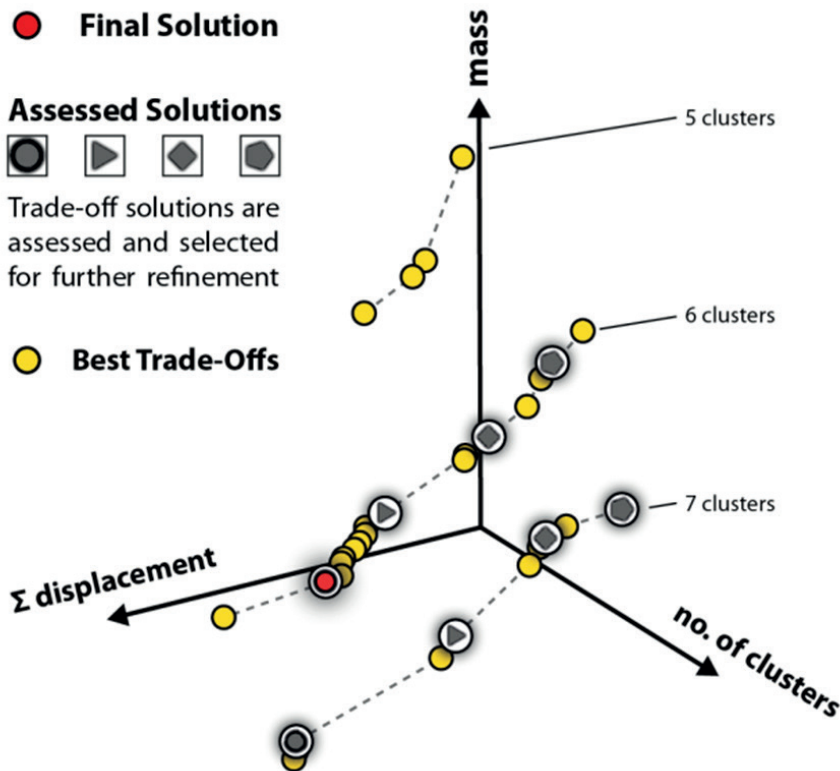 Final Solution
Assessed Solutions
Trade-off solutions are
assessed and selected
for further refinement
Best Trade-Offs
mass
5 clusters
6 clusters
7 clusters
Σ displacement
no. of clusters